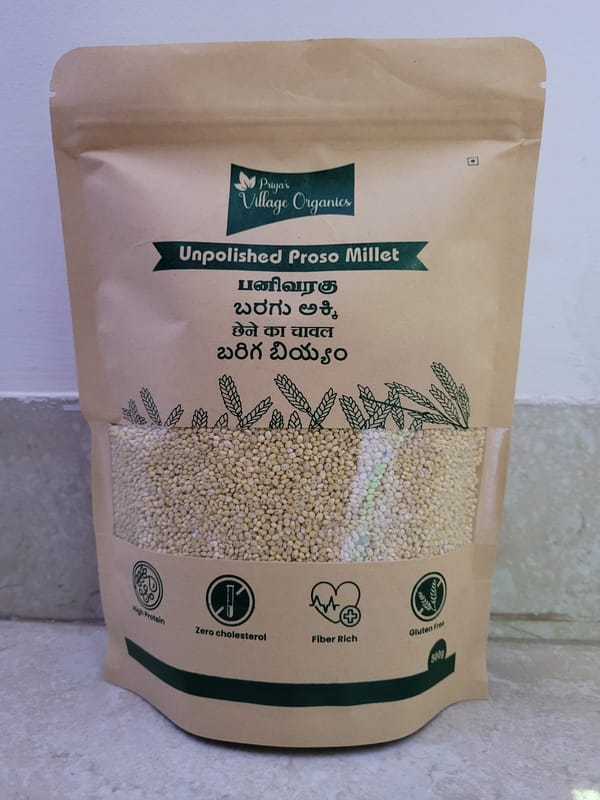 Priya's
Village Organics
Unpolished Proso Millet
பனிவரகு
ಬರಗು ಅಕ್ಕಿ
छेने का चावल
బరిగ బియ్యం
High Protein
Zero cholesterol
Fiber Rich
Gluten Free
500g